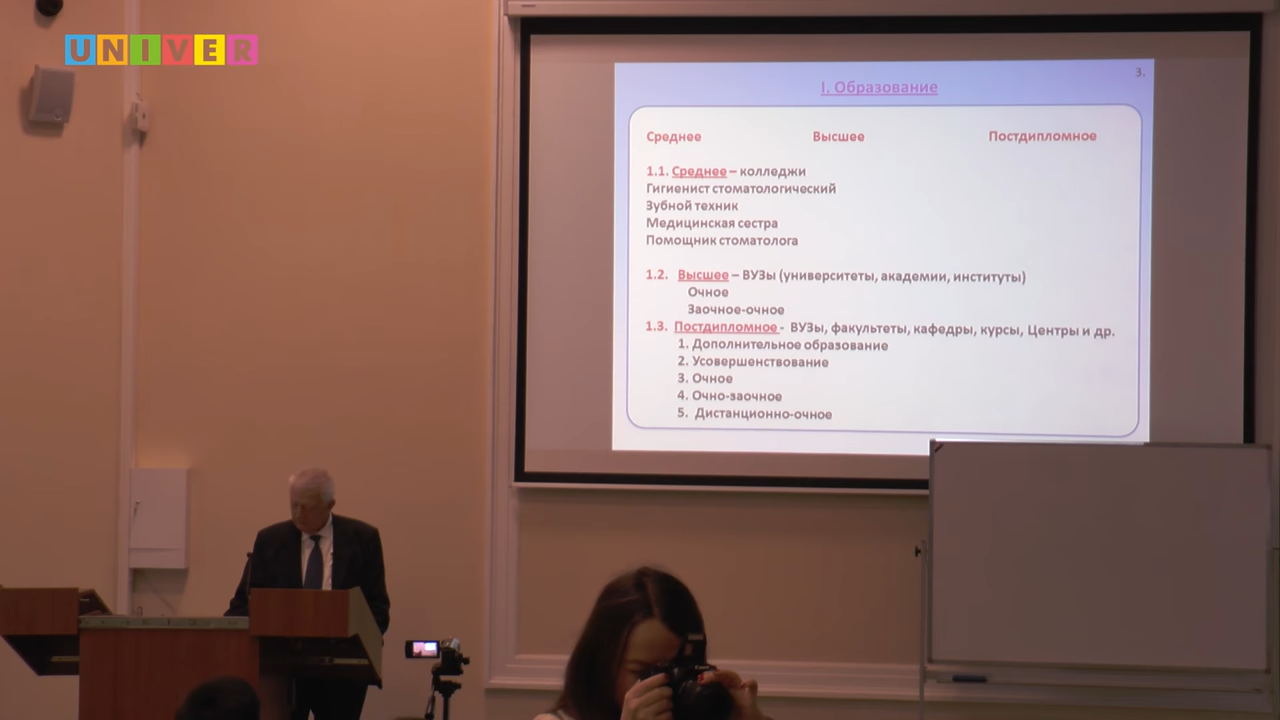 UNIVER
3.
I. Образование
Среднее Высшее Постдипломное
1.1. Среднее – колледжи
Гигиенист стоматологический
Зубной техник
Медицинская сестра
Помощник стоматолога
1.2. Высшее – ВУЗы (университеты, академии, институты)
Очное
Заочное-очное
1.3. Постдипломное - ВУЗы, факультеты, кафедры, курсы, Центры и др.
1. Дополнительное образование
2. Усовершенствование
3. Очное
4. Очно-заочное
5. Дистанционно-очное